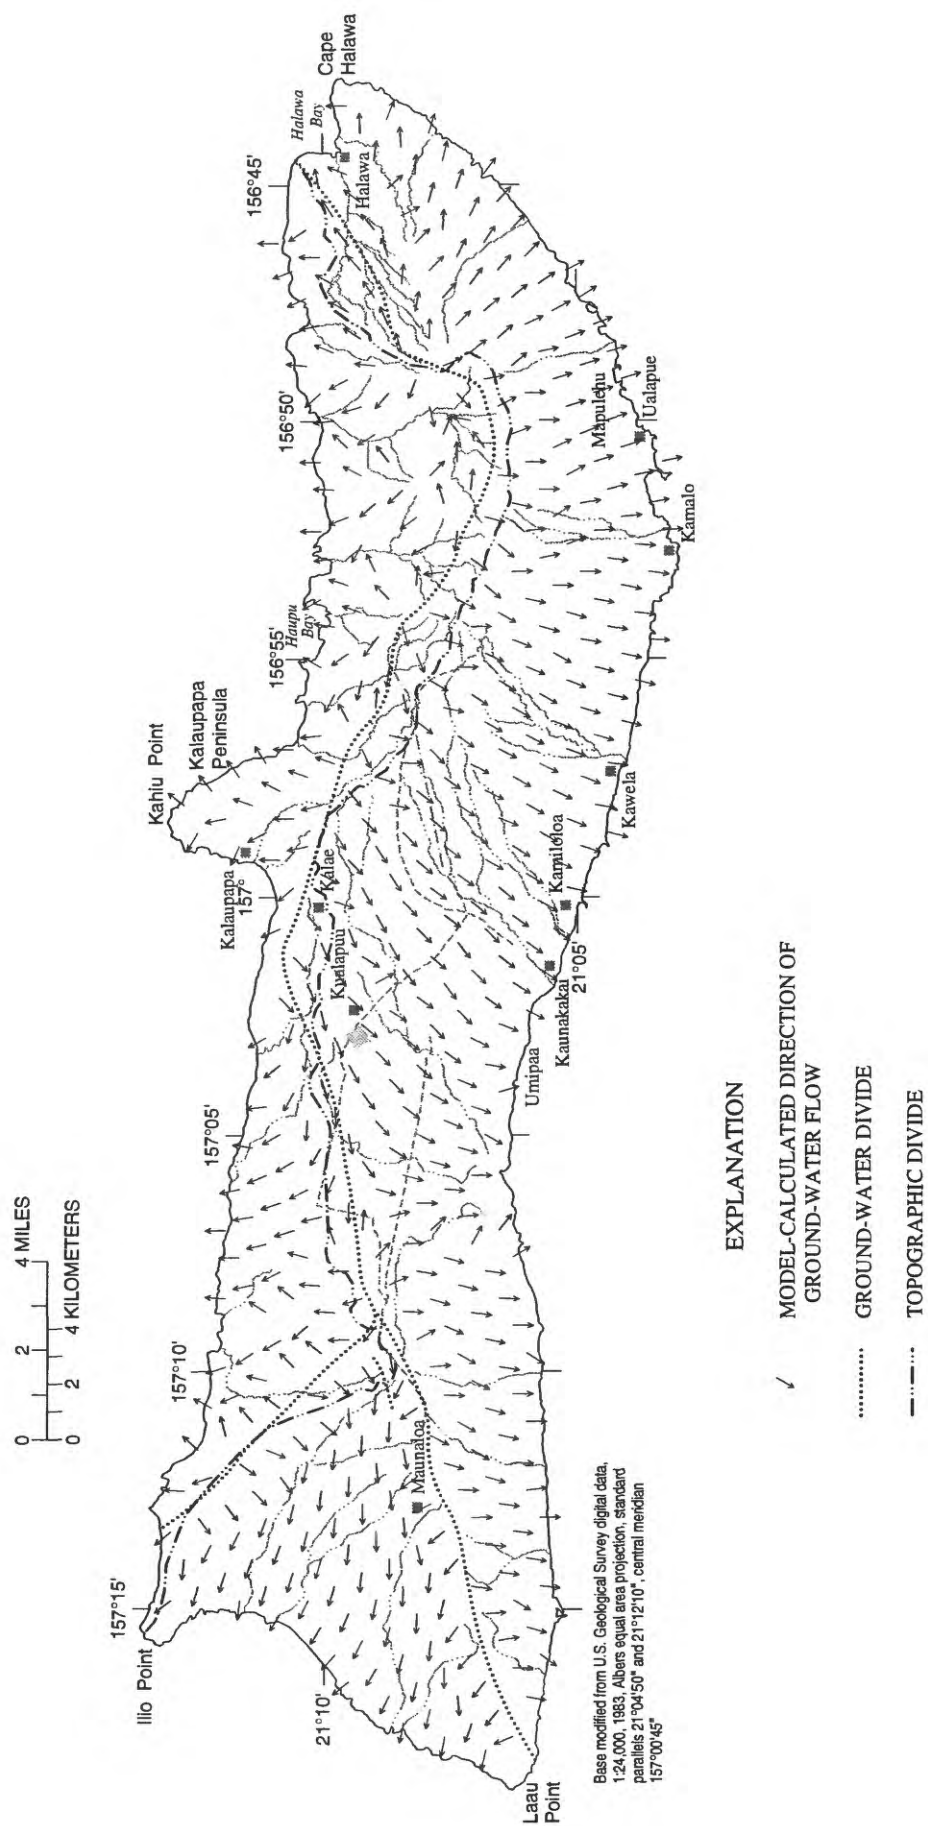 0 2 4 MILES
0 2 4 KILOMETERS
Ilio Point
157°15'
157°10'
157°05'
Kalaupapa
157°
Kahiu Point
Kalaupapa
Peninsula
156°55'
Haupu
Bay
156°50'
156°45'
Halawa
Bay
Cape
Halawa
Halawa
Kalae
Kualapuu
Maunaloa
21°10'
Laau
Point
Umipaa
Kaunakakai
21°05'
Kamiloloa
Kawela
Kamalo
Ualapue
Mapulehu
Base modified from U.S. Geological Survey digital data,
1:24,000, 1983, Albers equal area projection, standard
parallels 21°04'50" and 21°12'10", central meridian
157°00'45"
EXPLANATION
MODEL-CALCULATED DIRECTION OF
GROUND-WATER FLOW
GROUND-WATER DIVIDE
TOPOGRAPHIC DIVIDE